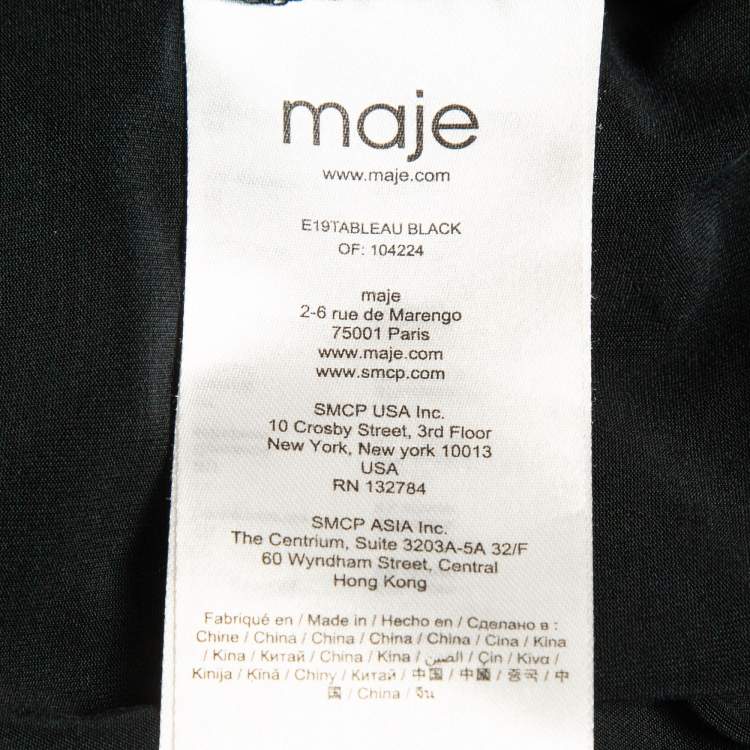 maje
www.maje.com
E19TABLEAU BLACK
OF: 104224
maje
2-6 rue de Marengo
75001 Paris
www.maje.com
www.smcp.com
SMCP USA Inc.
10 Crosby Street, 3rd Floor
New York, New york 10013
USA
RN 132784
SMCP ASIA Inc.
The Centrium, Suite 3203A-5A 32/F
60 Wyndham Street, Central
Hong Kong
Fabriqué en / Made in / Hecho en / Сделано в :
Chine / China / China / China / China / Cina / Kina
/ Kina / Китай / China / Kina / الصين / Çin / Κίνα /
Kinija / Ķīnā / Chiny / Китай / 中国 / 中國 / 중국 / 中
国 / China / จีน